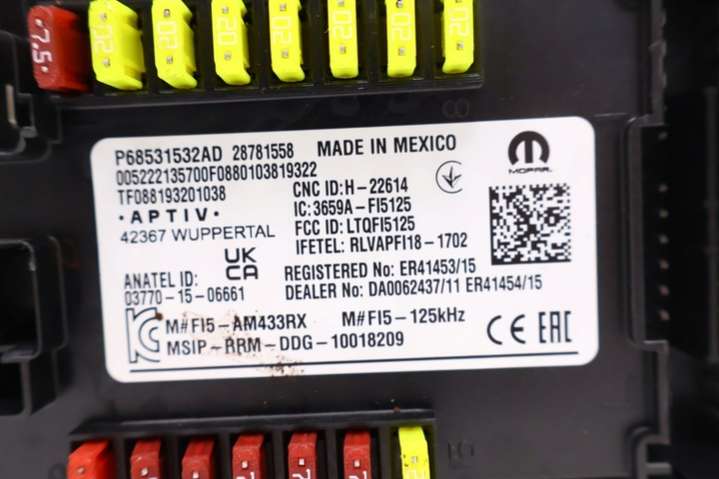 7.5 20 20 20 20 20 20 20
P68531532AD 28781558 MADE IN MEXICO
005222135700F0880103819322
TF088193201038
CNC ID:H-22614
MOPAR
• APTIV •
IC:3659A-FI5125
42367 WUPPERTAL
FCC ID:LTQFI5125
IFETEL: RLVAPFI18-1702
UK
CA
ANATEL ID:
03770-15-06661
REGISTERED No: ER41453/15
DEALER No: DA0062437/11 ER41454/15
M#FI5-AM433RX M#FI5-125kHz
MSIP-RRM-DDG-10018209
CE EAC